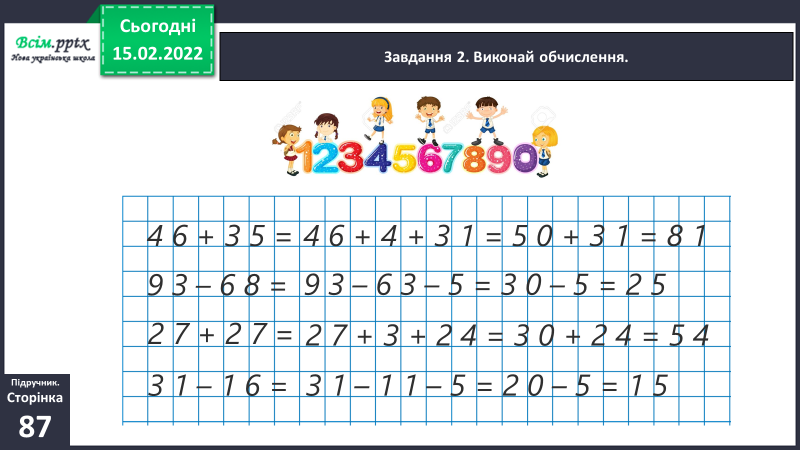 Всім.pptx
Нова українська школа
Сьогодні
15.02.2022
Завдання 2. Виконай обчислення.
1234567890
46+35=46+4+31=50+31=81
93–68=93–63–5=30–5=25
27+27=27+3+24=30+24=54
31–16=31–11–5=20–5=15
Підручник.
Сторінка
87